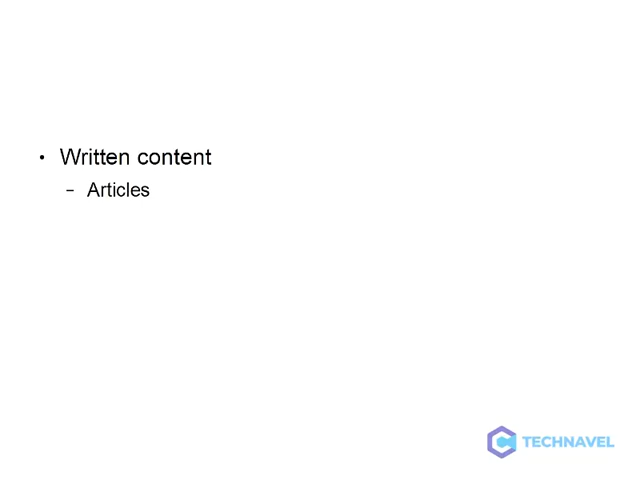 • Written content
– Articles
TECHNAVEL